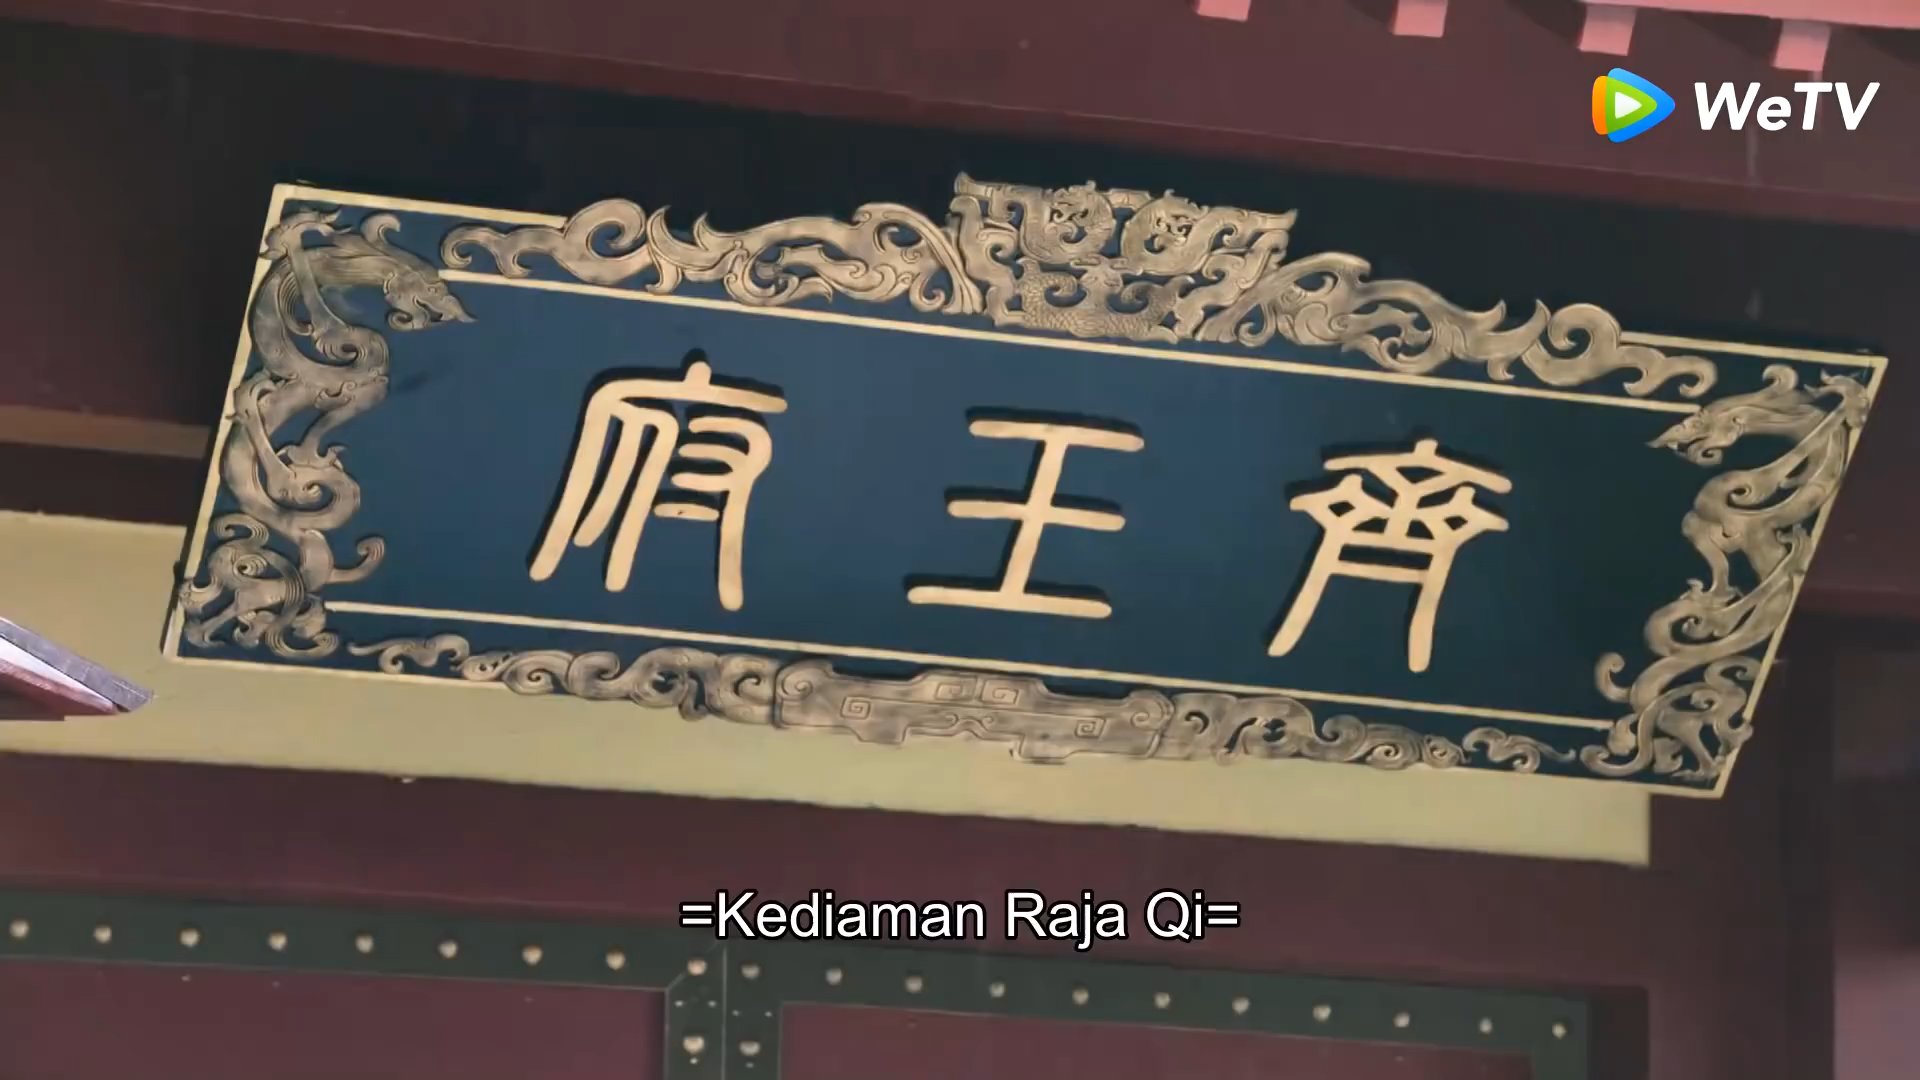 WeTV
齊王府
=Kediaman Raja Qi=